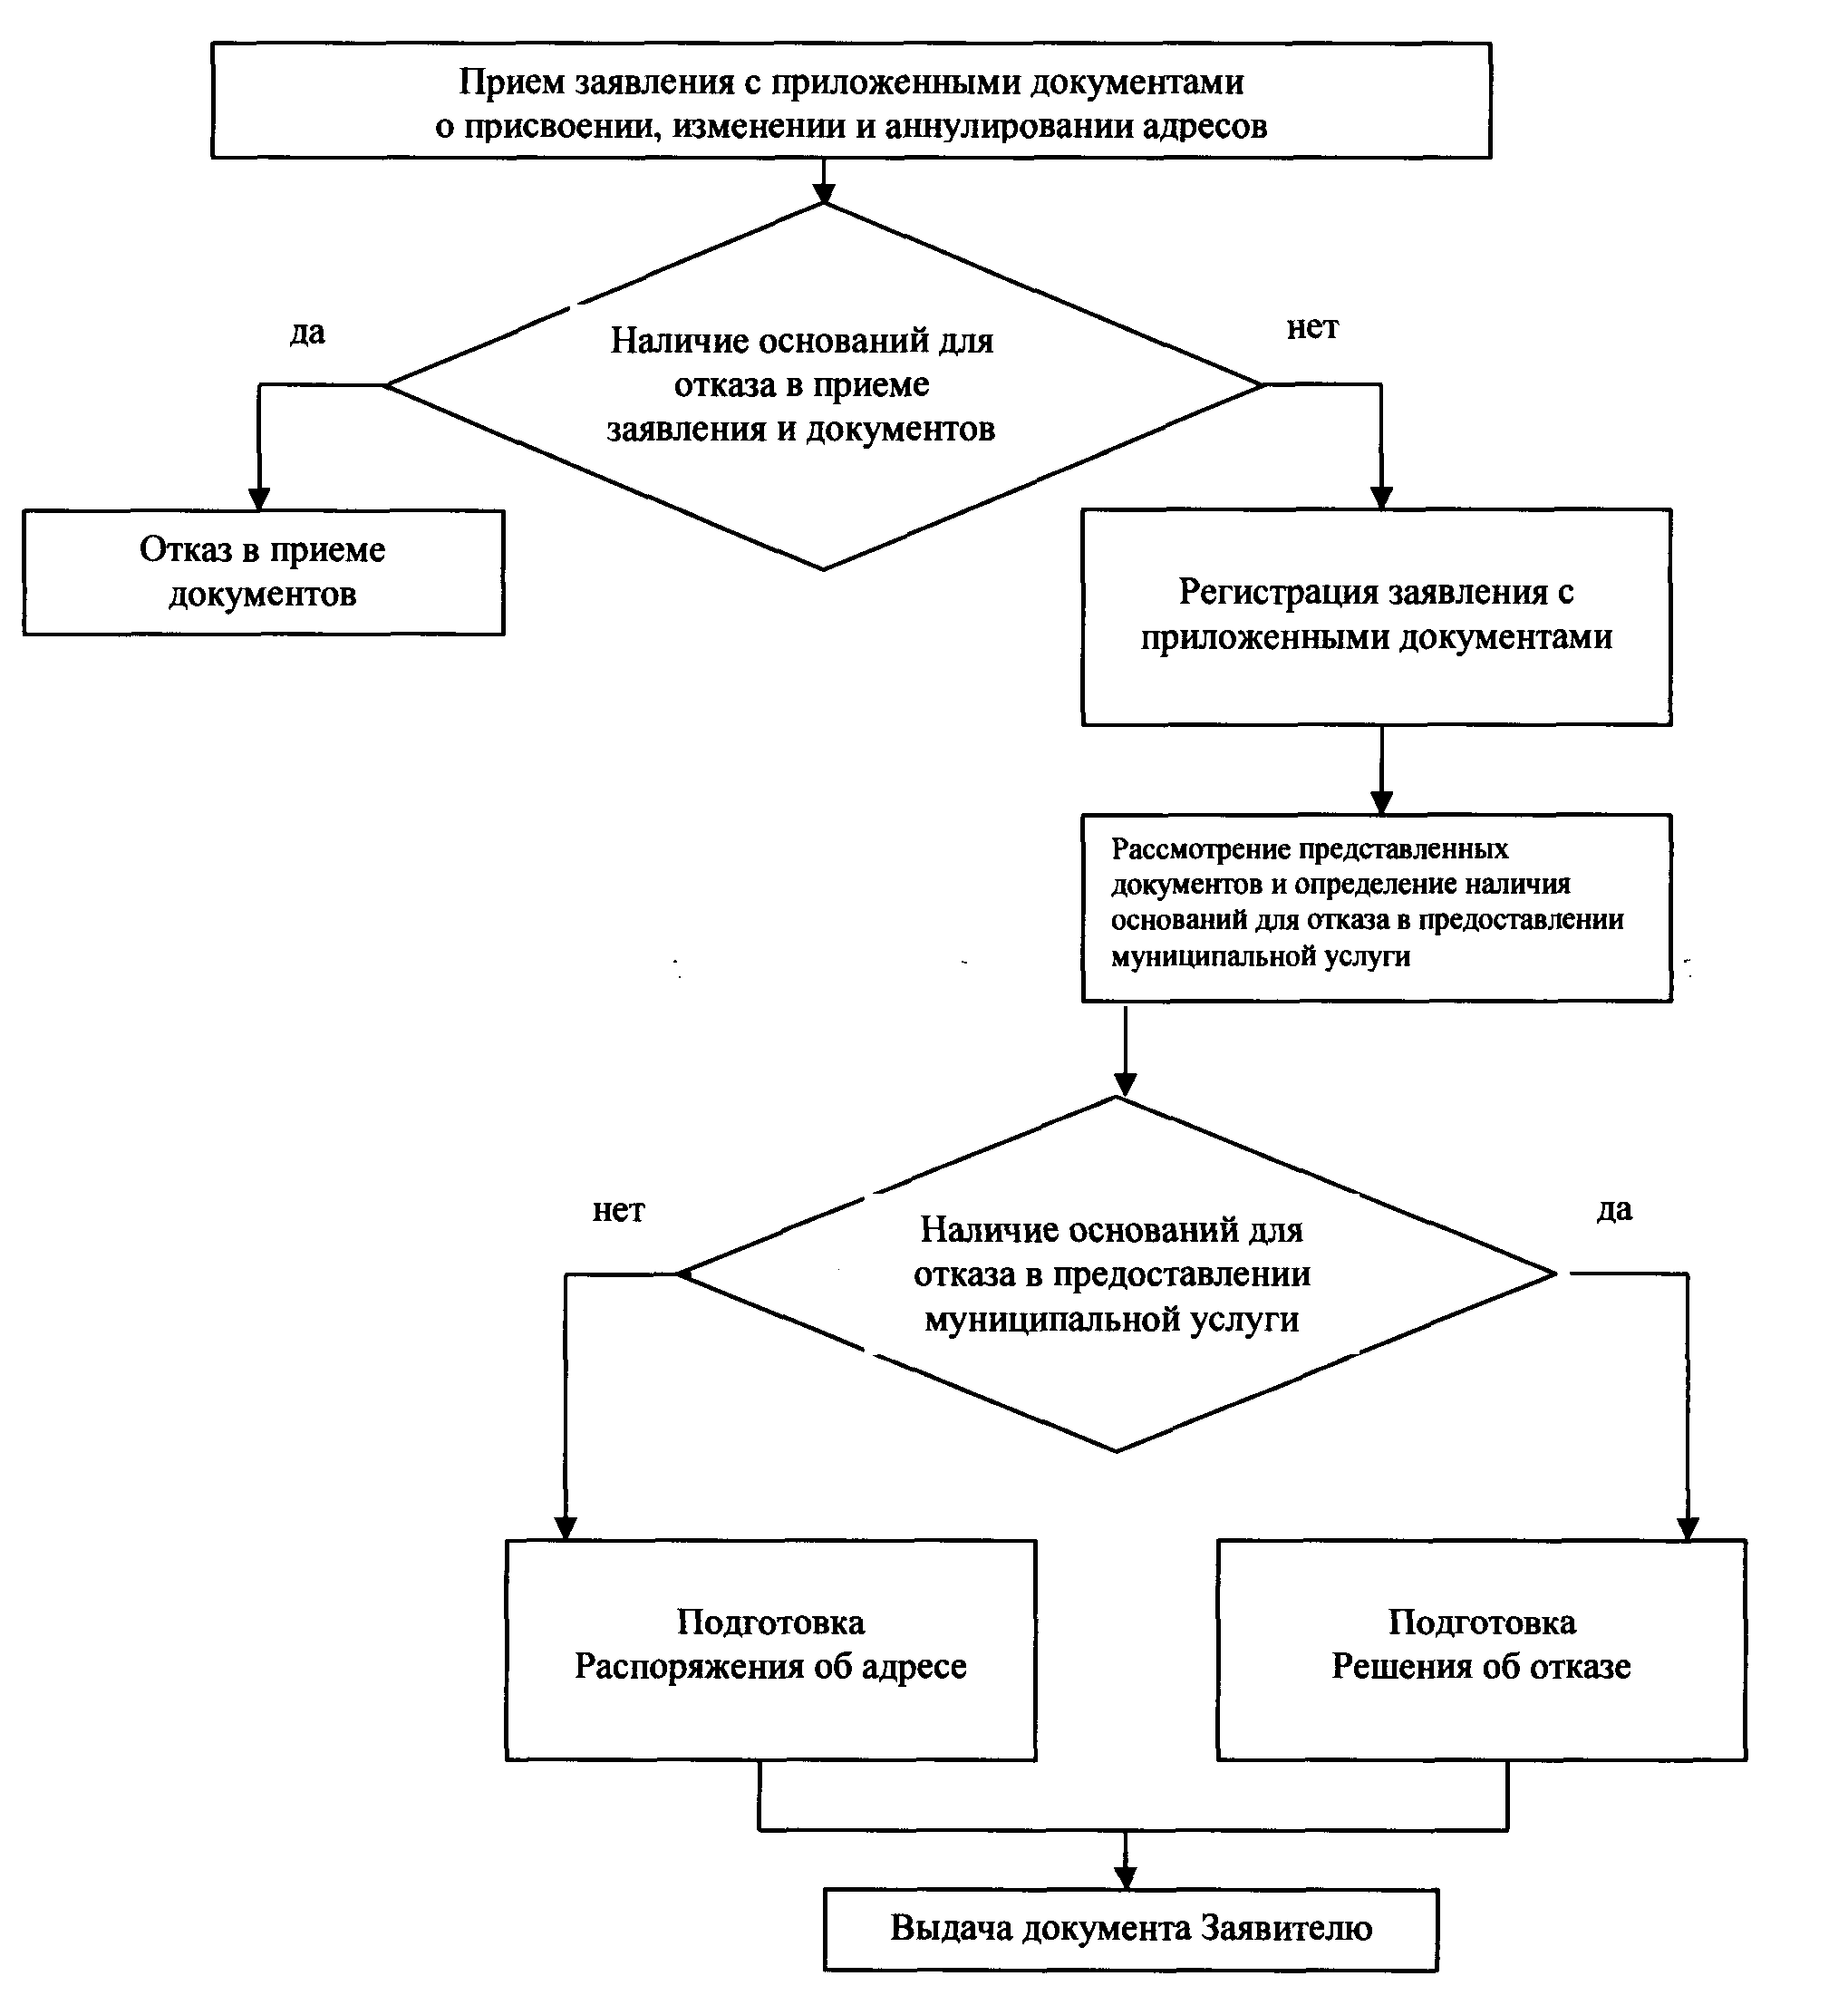 Прием заявления с приложенными документами
о присвоении, изменении и аннулировании адресов
да
нет
Наличие оснований для
отказа в приеме
заявления и документов
Отказ в приеме
документов
Регистрация заявления с
приложенными документами
Рассмотрение представленных
документов и определение наличия
оснований для отказа в предоставлении
муниципальной услуги
нет
да
Наличие оснований для
отказа в предоставлении
муниципальной услуги
Подготовка
Распоряжения об адресе
Подготовка
Решения об отказе
Выдача документа Заявителю